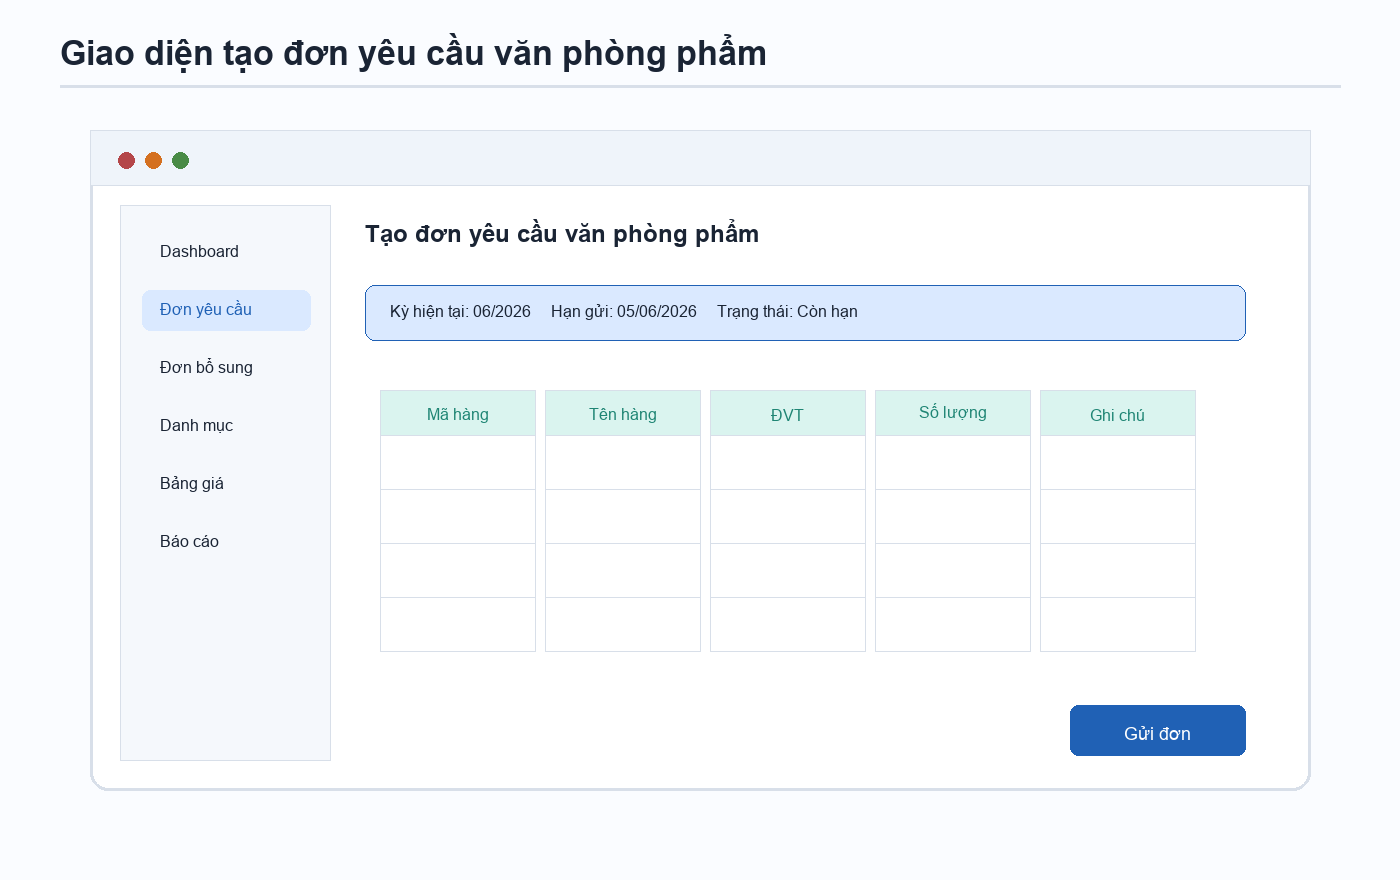 Giao diện tạo đơn yêu cầu văn phòng phẩm
Dashboard
Đơn yêu cầu
Đơn bổ sung
Danh mục
Bảng giá
Báo cáo
Tạo đơn yêu cầu văn phòng phẩm
Kỳ hiện tại: 06/2026 Hạn gửi: 05/06/2026 Trạng thái: Còn hạn
Mã hàng Tên hàng ĐVT Số lượng Ghi chú
Gửi đơn